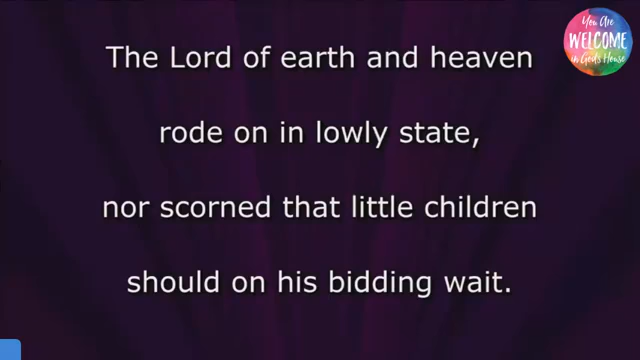 The Lord of earth and heaven
rode on in lowly state,
nor scorned that little children
should on his bidding wait.
You Are
WELCOME
in God's House